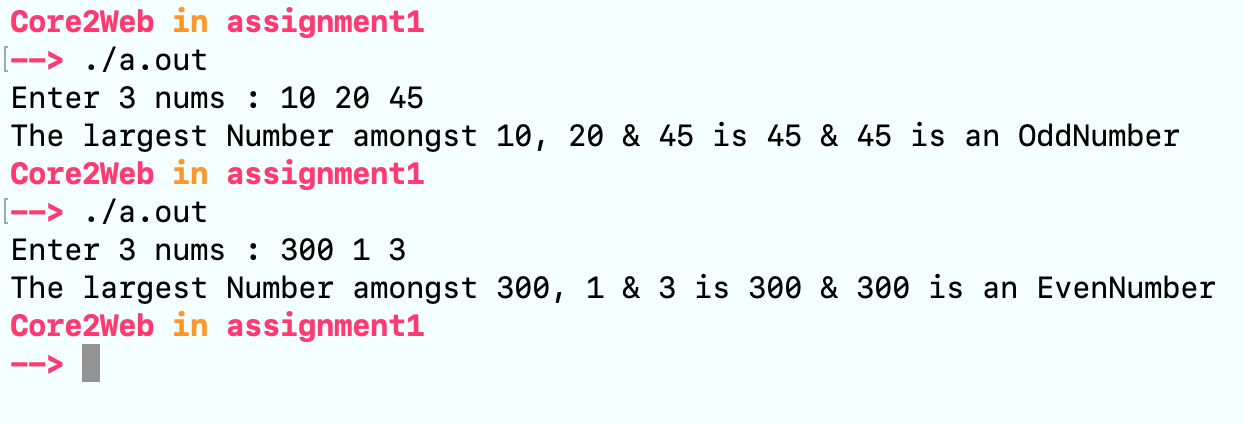 Core2Web in assignment1
[--> ./a.out
Enter 3 nums : 10 20 45
The largest Number amongst 10, 20 & 45 is 45 & 45 is an OddNumber
Core2Web in assignment1
[--> ./a.out
Enter 3 nums : 300 1 3
The largest Number amongst 300, 1 & 3 is 300 & 300 is an EvenNumber
Core2Web in assignment1
-->